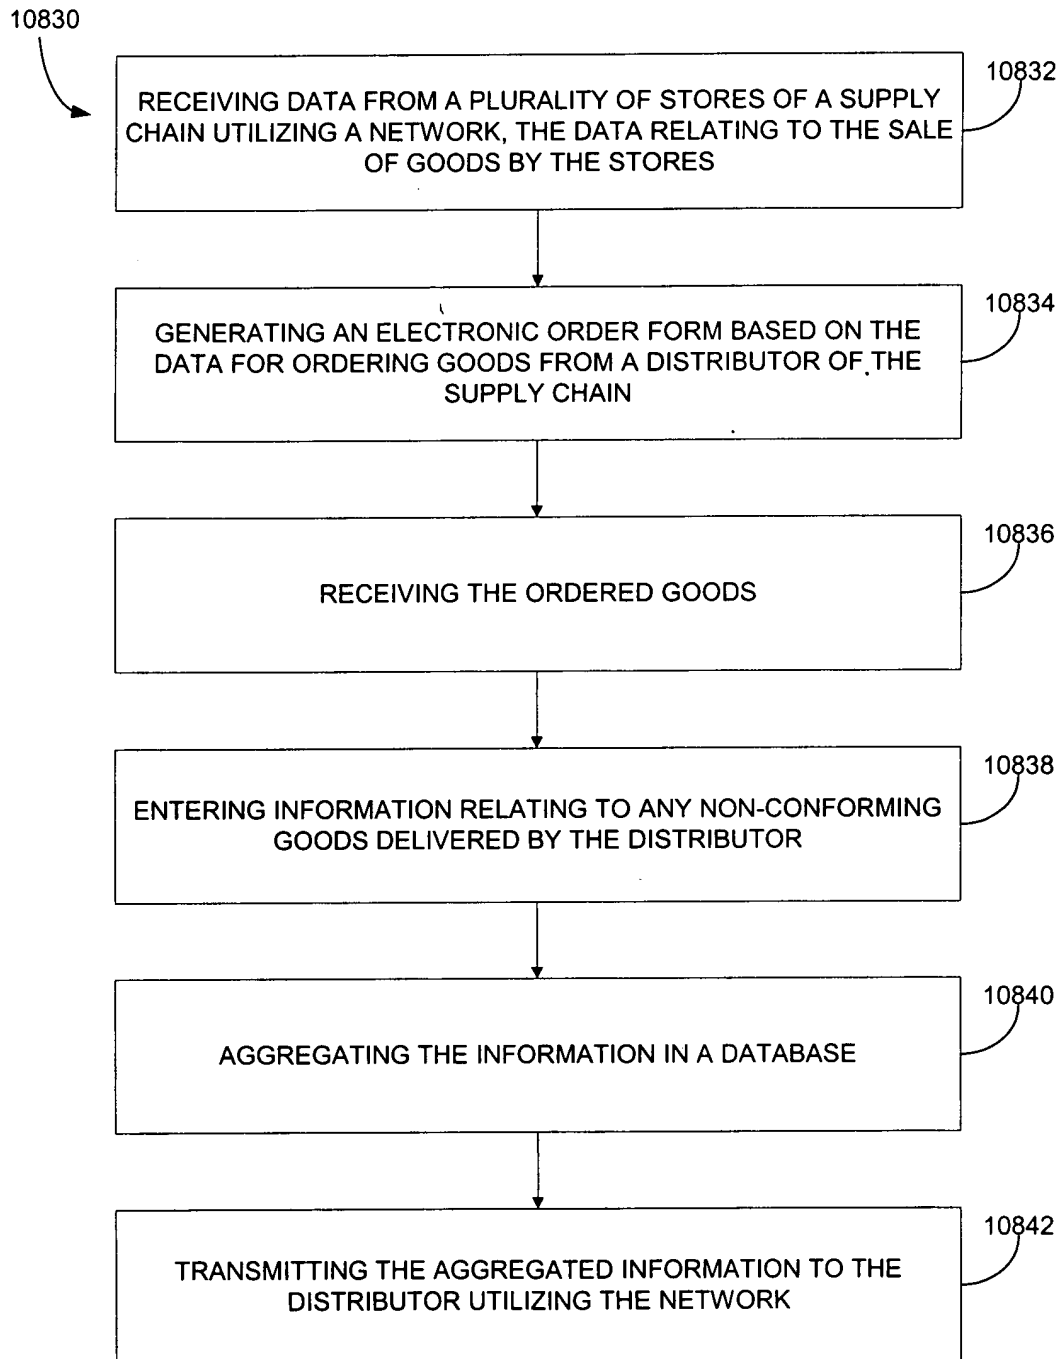 10830
10832
RECEIVING DATA FROM A PLURALITY OF STORES OF A SUPPLY
CHAIN UTILIZING A NETWORK, THE DATA RELATING TO THE SALE
OF GOODS BY THE STORES
10834
GENERATING AN ELECTRONIC ORDER FORM BASED ON THE
DATA FOR ORDERING GOODS FROM A DISTRIBUTOR OF THE
SUPPLY CHAIN
10836
RECEIVING THE ORDERED GOODS
10838
ENTERING INFORMATION RELATING TO ANY NON-CONFORMING
GOODS DELIVERED BY THE DISTRIBUTOR
10840
AGGREGATING THE INFORMATION IN A DATABASE
10842
TRANSMITTING THE AGGREGATED INFORMATION TO THE
DISTRIBUTOR UTILIZING THE NETWORK